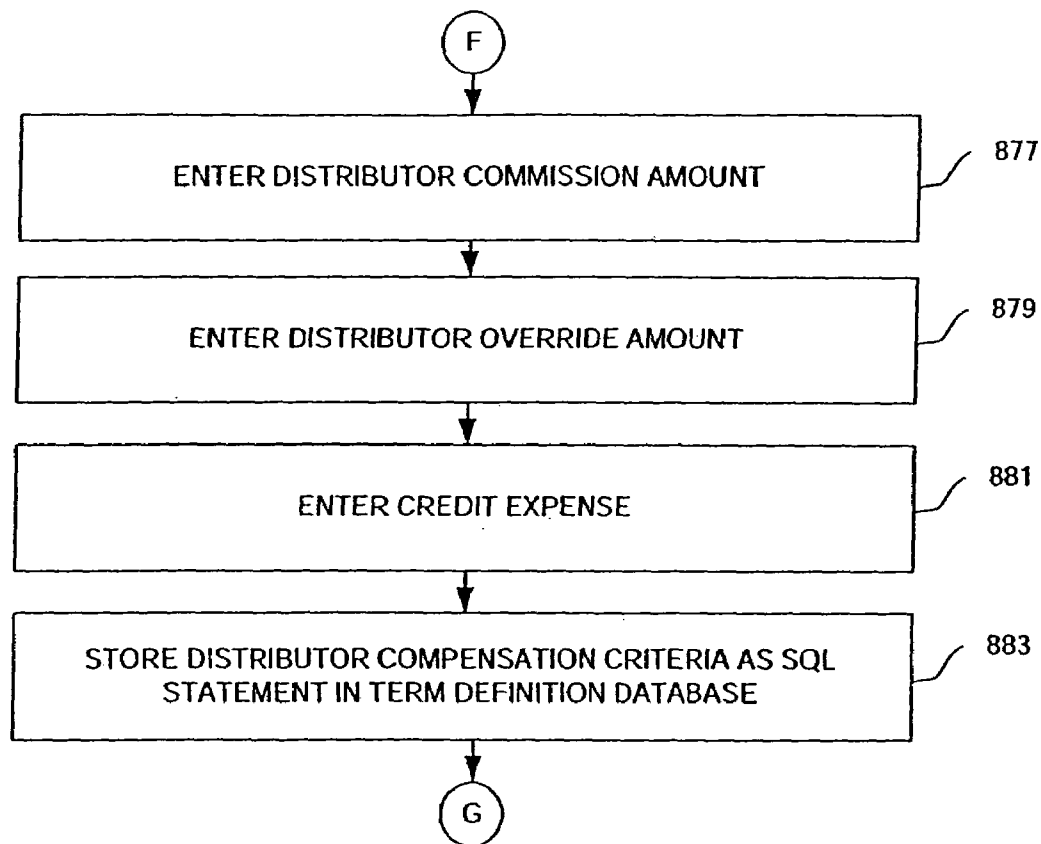 F
ENTER DISTRIBUTOR COMMISSION AMOUNT
877
ENTER DISTRIBUTOR OVERRIDE AMOUNT
879
ENTER CREDIT EXPENSE
881
STORE DISTRIBUTOR COMPENSATION CRITERIA AS SQL
STATEMENT IN TERM DEFINITION DATABASE
883
G